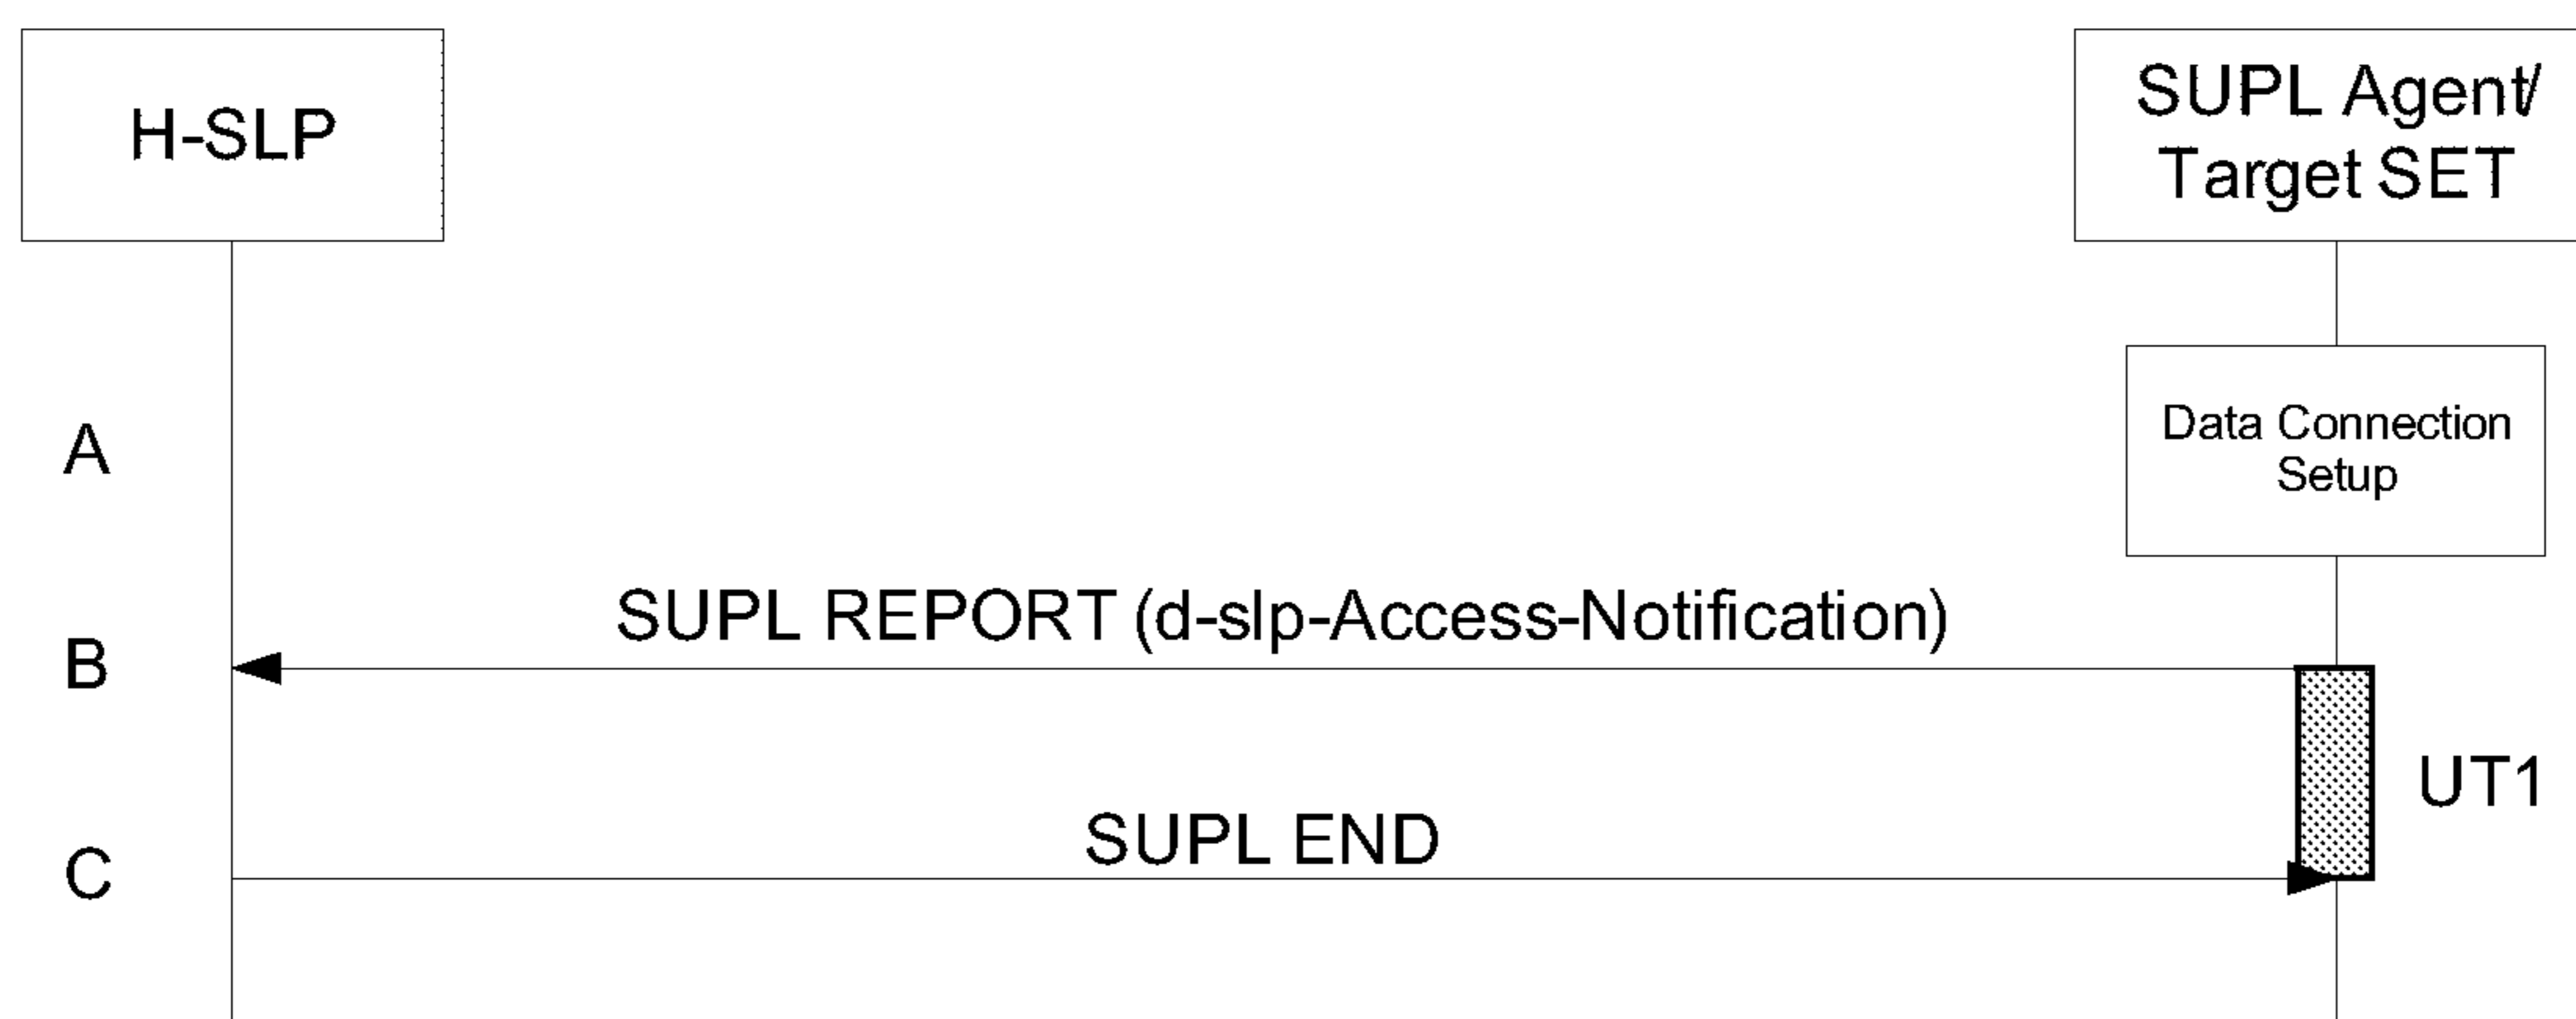 H-SLP
SUPL Agent/
Target SET
Data Connection
Setup
A
SUPL REPORT (d-slp-Access-Notification)
B
UT1
SUPL END
C